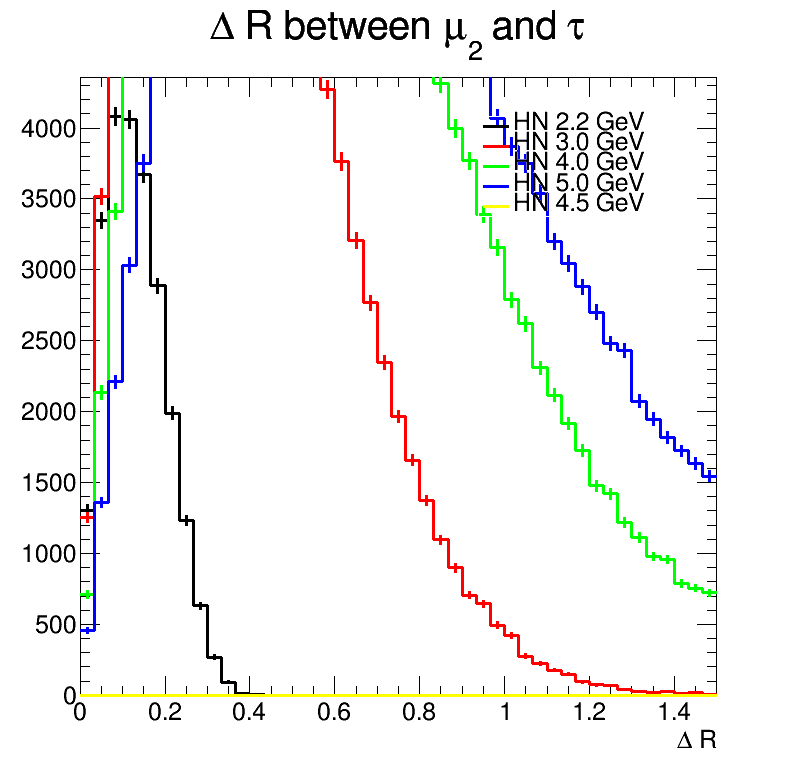 Δ R between μ₂ and τ
HN 2.2 GeV
HN 3.0 GeV
HN 4.0 GeV
HN 5.0 GeV
HN 4.5 GeV
4000
3500
3000
2500
2000
1500
1000
500
0
0 0.2 0.4 0.6 0.8 1 1.2 1.4
Δ R